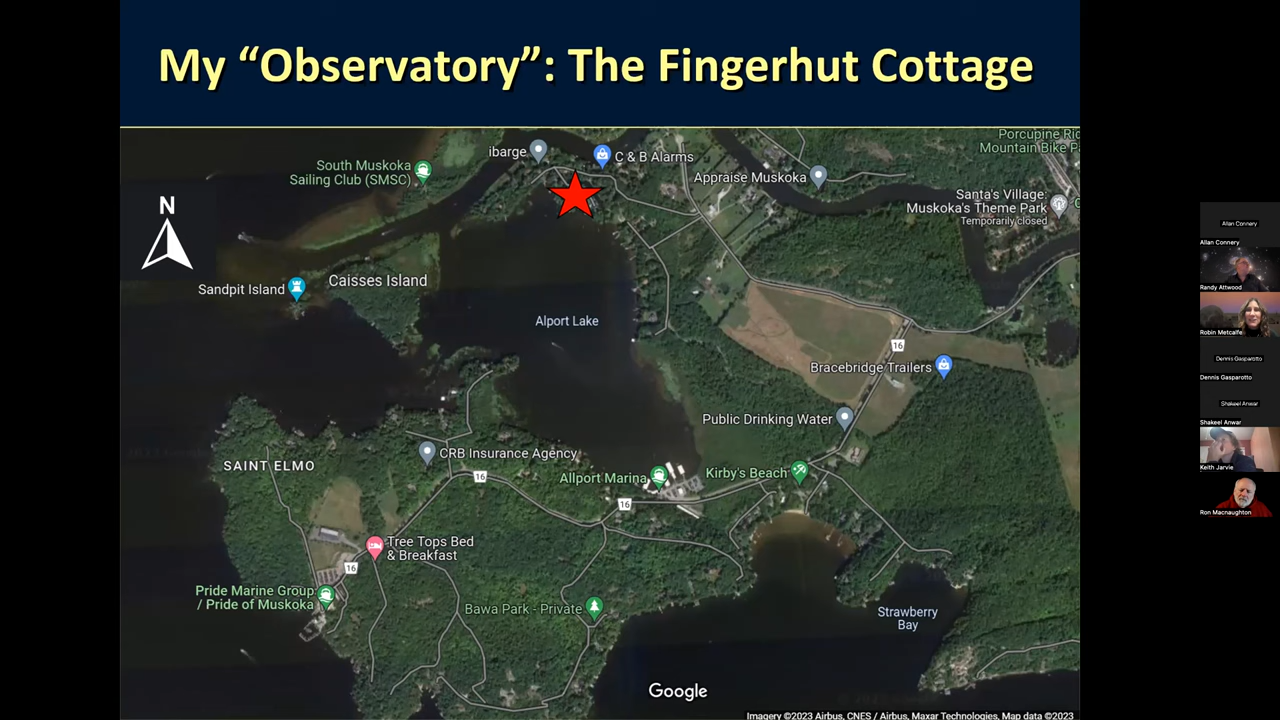 My “Observatory”: The Fingerhut Cottage
Porcupine Ric
Mountain Bike Pa
ibarge
C & B Alarms
South Muskoka
Sailing Club (SMSC)
Appraise Muskoka
Santa's Village:
Muskoka's Theme Park
Temporarily closed
C
N
Sandpit Island
Caisses Island
Alport Lake
16
Bracebridge Trailers
Public Drinking Water
SAINT ELMO
CRB Insurance Agency
16
Allport Marina
Kirby's Beach
16
Tree Tops Bed
& Breakfast
16
Pride Marine Group
/ Pride of Muskoka
Bawa Park - Private
Strawberry
Bay
Google
Imagery ©2023 Airbus, CNES / Airbus, Maxar Technologies, Map data ©2023
Allan Connery
Allan Connery
Randy Attwood
Robin Metcalfe
Dennis Gasparotto
Dennis Gasparotto
Shakeel Anwar
Shakeel Anwar
Keith Jarvie
Ron Macnaughton